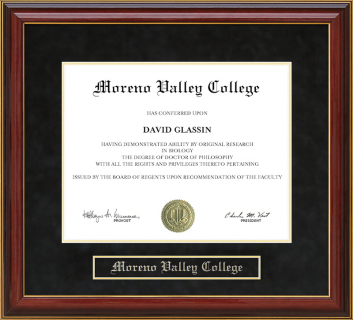 Moreno Valley College
HAS CONFERRED UPON
DAVID GLASSIN
HAVING DEMONSTRATED ABILITY BY ORIGINAL RESEARCH
IN BIOLOGY
THE DEGREE OF DOCTOR OF PHILOSOPHY
WITH ALL THE RIGHTS AND PRIVILEGES THERETO PERTAINING
ISSUED BY THE BOARD OF REGENTS UPON RECOMMENDATION OF THE FACULTY
PROVOST
PRESIDENT
Moreno Valley College